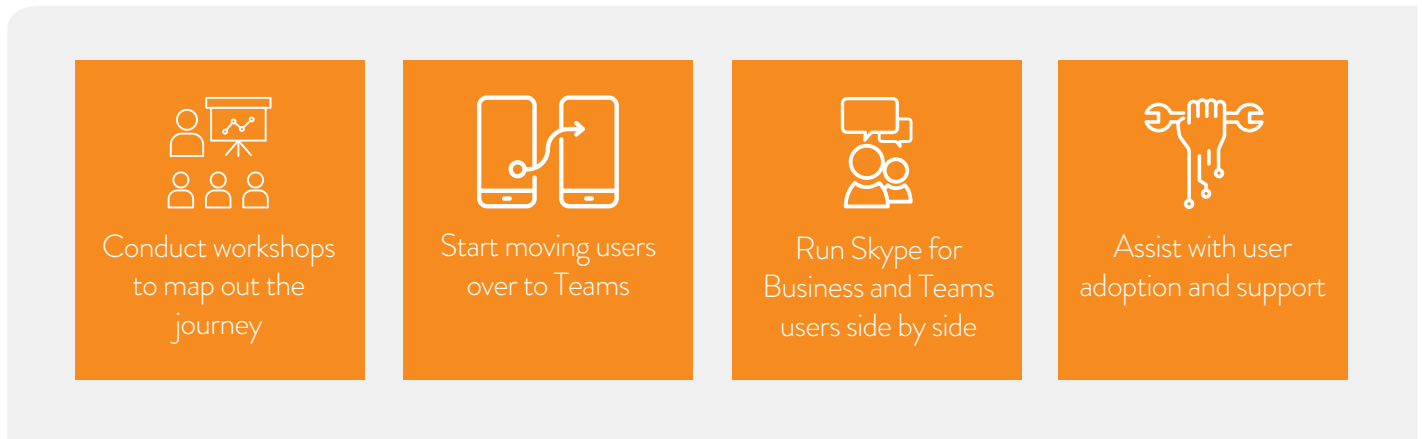 Conduct workshops
to map out the
journey
Start moving users
over to Teams
Run Skype for
Business and Teams
users side by side
Assist with user
adoption and support